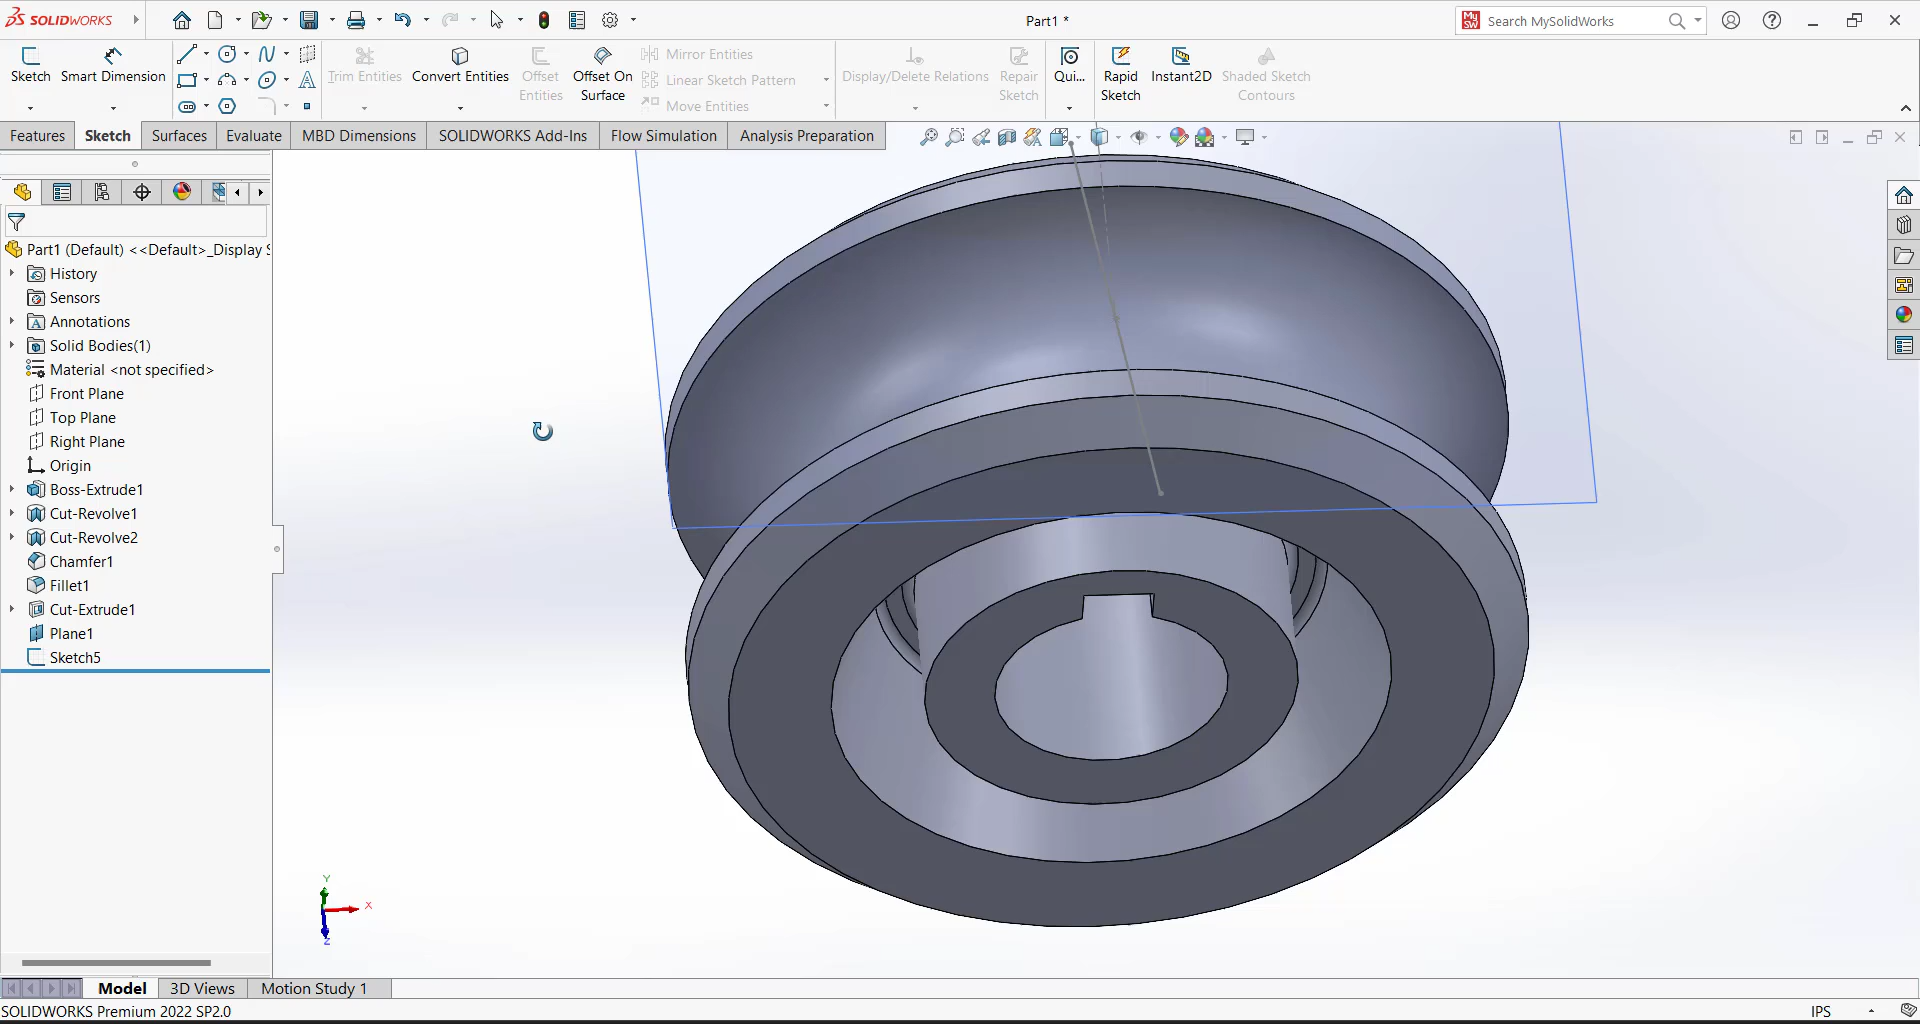 SOLIDWORKS
Part1 *
Search MySolidWorks
Sketch
Smart Dimension
Trim Entities
Convert Entities
Offset Entities
Offset On Surface
Mirror Entities
Linear Sketch Pattern
Move Entities
Display/Delete Relations
Repair Sketch
Qui...
Rapid Sketch
Instant2D
Shaded Sketch Contours
Features
Sketch
Surfaces
Evaluate
MBD Dimensions
SOLIDWORKS Add-Ins
Flow Simulation
Analysis Preparation
Part1 (Default) <<Default>_Display S
History
Sensors
Annotations
Solid Bodies(1)
Material <not specified>
Front Plane
Top Plane
Right Plane
Origin
Boss-Extrude1
Cut-Revolve1
Cut-Revolve2
Chamfer1
Fillet1
Cut-Extrude1
Plane1
Sketch5
Y
X
Z
Model
3D Views
Motion Study 1
SOLIDWORKS Premium 2022 SP2.0
IPS